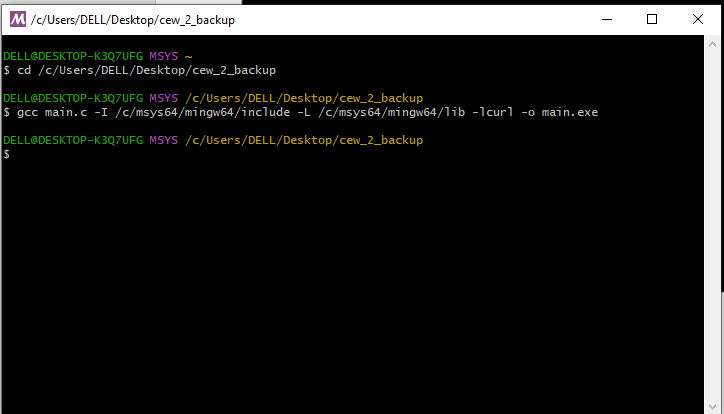 M /c/Users/DELL/Desktop/cew_2_backup
DELL@DESKTOP-K3Q7UFG MSYS ~
$ cd /c/Users/DELL/Desktop/cew_2_backup
DELL@DESKTOP-K3Q7UFG MSYS /c/Users/DELL/Desktop/cew_2_backup
$ gcc main.c -I /c/msys64/mingw64/include -L /c/msys64/mingw64/lib -lcurl -o main.exe
DELL@DESKTOP-K3Q7UFG MSYS /c/Users/DELL/Desktop/cew_2_backup
$